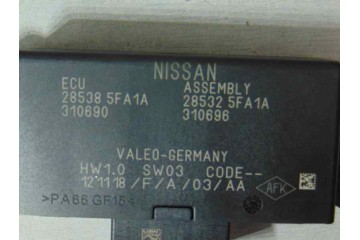 NISSAN
ECU ASSEMBLY
28538 5FA1A 28532 5FA1A
310690 310696
VALEO-GERMANY
HW1.0 SW03 CODE--
12.11.18/F/A/03/AA
AFK
>PA66 GF15<